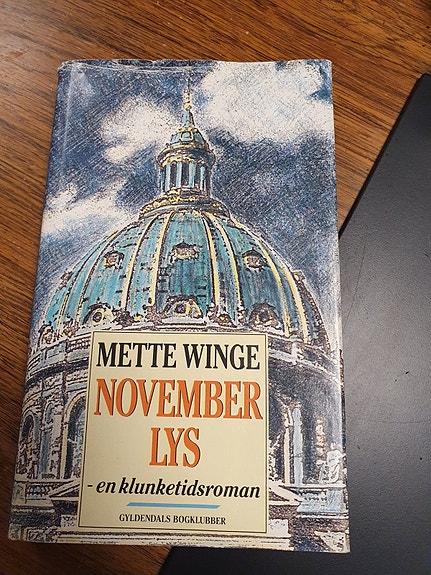 METTE WINGE
NOVEMBER
LYS
- en klunketidsroman
GYLDENDALS BOGKLUBBER